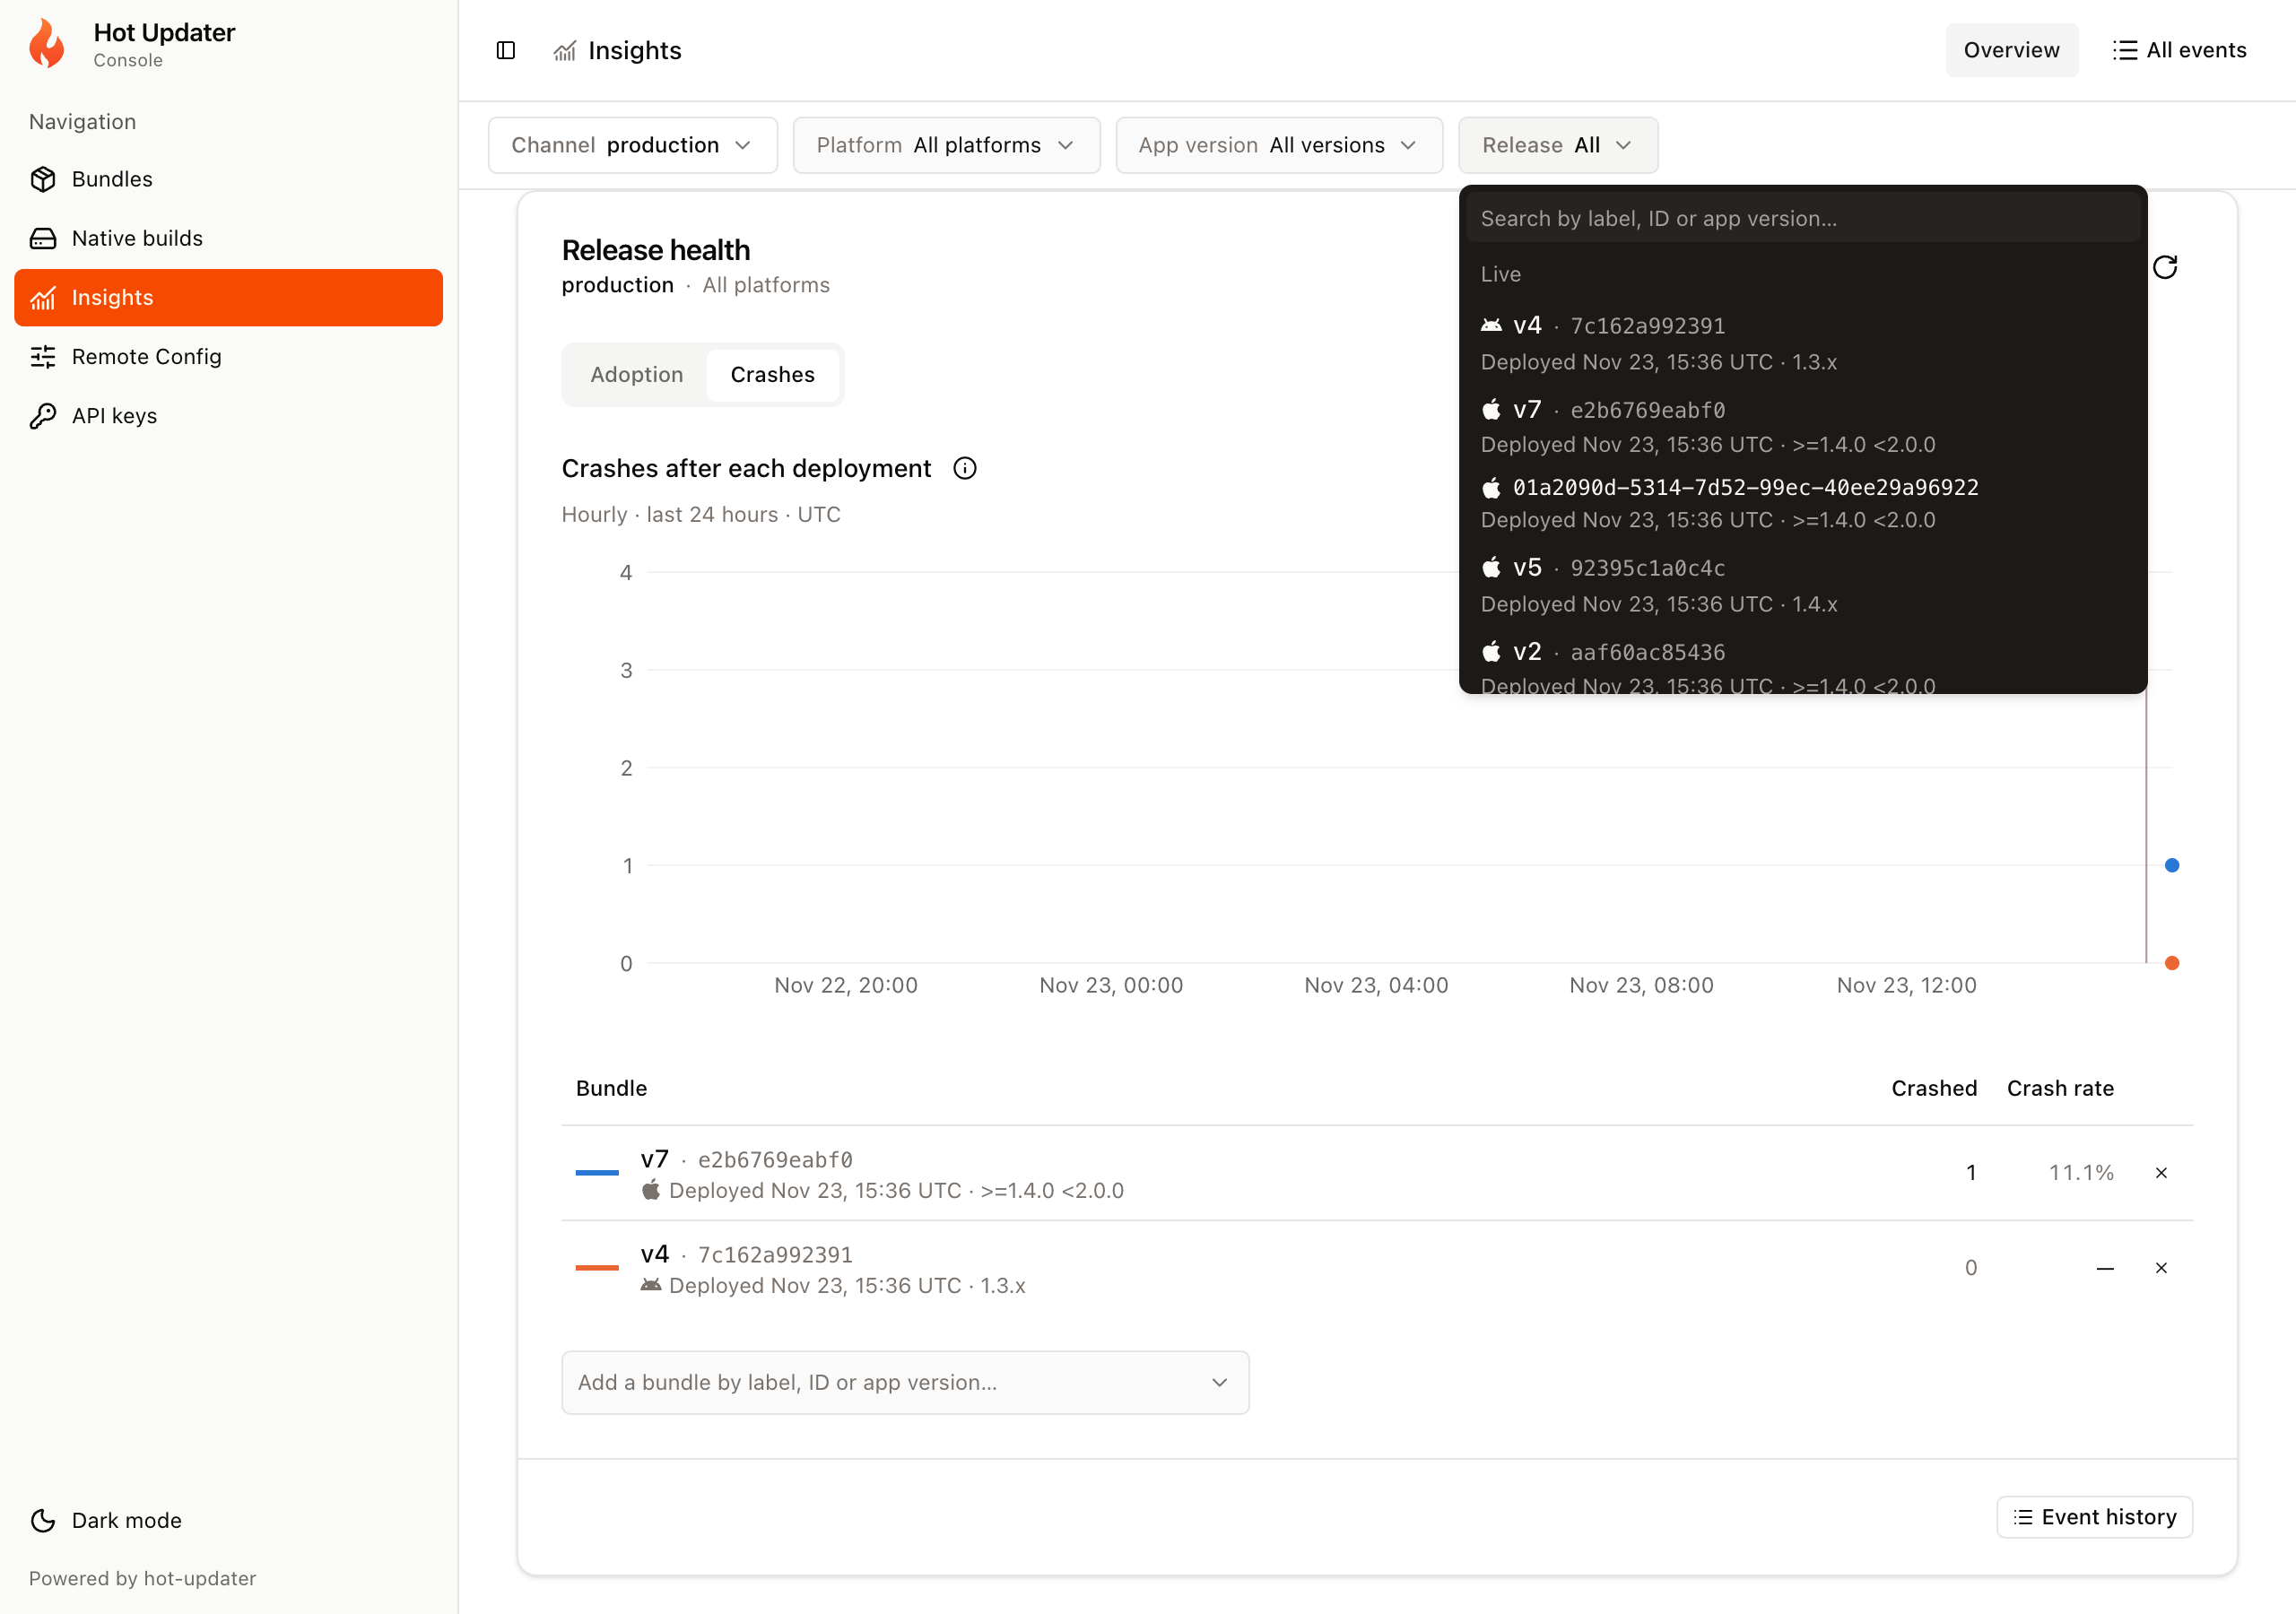 Hot Updater
Console
Navigation
Bundles
Native builds
Insights
Remote Config
API keys
Dark mode
Powered by hot-updater
Insights
Overview
All events
Channel production
Platform All platforms
App version All versions
Release All
Search by label, ID or app version...
Live
v4 · 7c162a992391
Deployed Nov 23, 15:36 UTC · 1.3.x
v7 · e2b6769eabf0
Deployed Nov 23, 15:36 UTC · >=1.4.0 <2.0.0
01a2090d-5314-7d52-99ec-40ee29a96922
Deployed Nov 23, 15:36 UTC · >=1.4.0 <2.0.0
v5 · 92395c1a0c4c
Deployed Nov 23, 15:36 UTC · 1.4.x
v2 · aaf60ac85436
Deployed Nov 23, 15:36 UTC · >=1.4.0 <2.0.0
Release health
production · All platforms
Adoption
Crashes
Crashes after each deployment
Hourly · last 24 hours · UTC
4
3
2
1
0
Nov 22, 20:00
Nov 23, 00:00
Nov 23, 04:00
Nov 23, 08:00
Nov 23, 12:00
Bundle
Crashed
Crash rate
v7 · e2b6769eabf0
Deployed Nov 23, 15:36 UTC · >=1.4.0 <2.0.0
1
11.1%
v4 · 7c162a992391
Deployed Nov 23, 15:36 UTC · 1.3.x
0
—
Add a bundle by label, ID or app version...
Event history